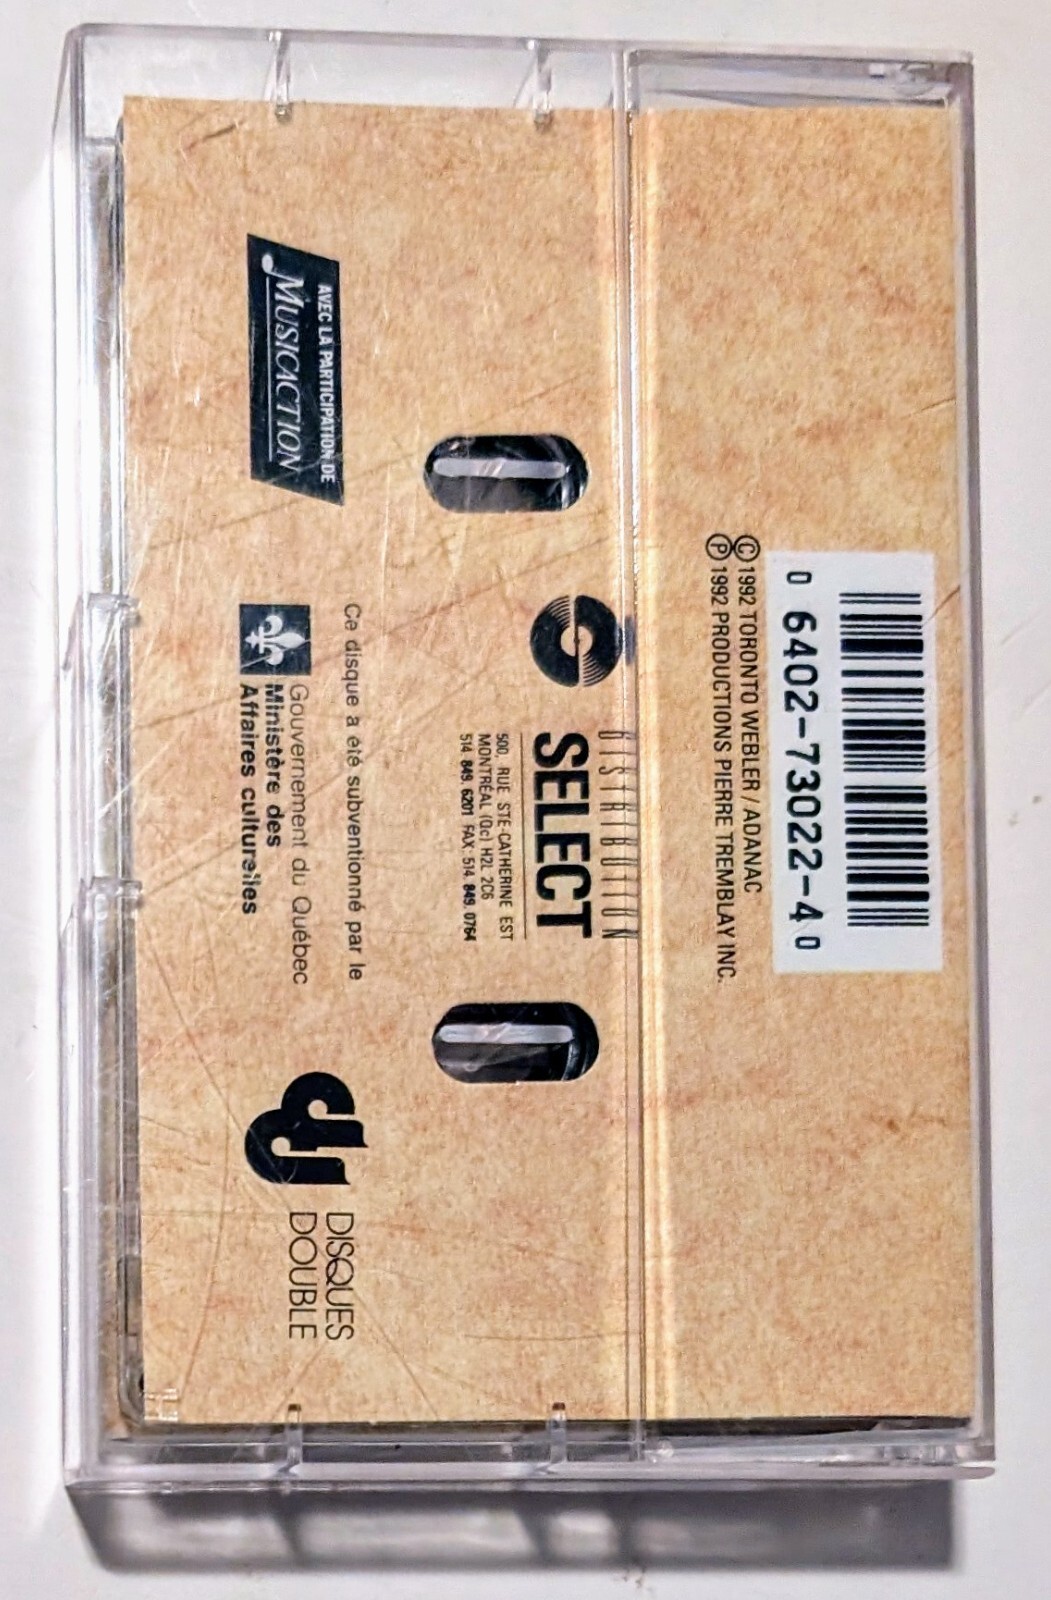 0 6402-73022-4 0
© 1992 TORONTO WEBLER / ADANAC
℗ 1992 PRODUCTIONS PIERRE TREMBLAY INC.
DISTRIBUTION
SELECT
500, RUE STE-CATHERINE EST
MONTRÉAL (Qc) H2L 2C6
514. 849. 6201 FAX: 514. 849. 0764
AVEC LA PARTICIPATION DE
MUSICACTION
Ce disque a été subventionné par le
Gouvernement du Québec
Ministère des
Affaires culturelles
DISQUES
DOUBLE